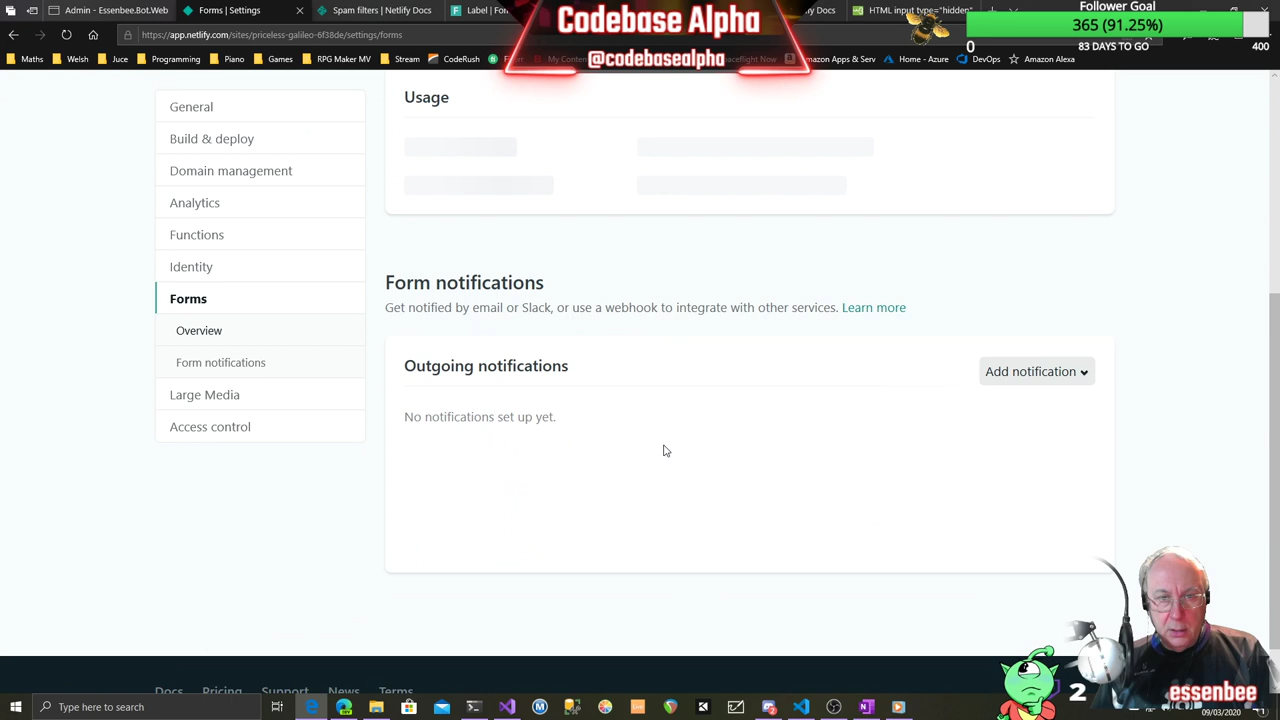 Admin - Essenbee.Bot.Web
Forms | Settings
Spam filters | Netlify Docs
Label | For
y Docs
HTML input type="hidden"
https://app.netlify.com/sites/priceless-galileo-6f38de/settings/forms
Maths
Welsh
Juce
Programming
Piano
Games
RPG Maker MV
Stream
CodeRush
My Conten
aceflight Now
mazon Apps & Serv
Home - Azure
DevOps
Amazon Alexa
Codebase Alpha
@codebasealpha
Follower Goal
365 (91.25%)
0
83 DAYS TO GO
400
General
Build & deploy
Domain management
Analytics
Functions
Identity
Forms
Overview
Form notifications
Large Media
Access control
Usage
Form notifications
Get notified by email or Slack, or use a webhook to integrate with other services. Learn more
Outgoing notifications
Add notification
No notifications set up yet.
Docs
Pricing
Support
News
Terms
2
essenbee
Type here to search
09/03/2020